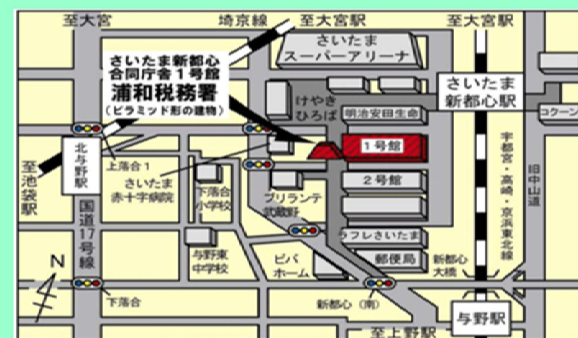 至大宮
埼京線
至大宮駅
至大宮駅
さいたま
スーパーアリーナ
さいたま新都心
合同庁舎1号館
浦和税務署
(ピラミッド形の建物)
けやき
ひろば
明治安田生命
さいたま
新都心駅
コクーン
1号館
北与野駅
上落合1
さいたま
赤十字病院
至池袋駅
下落合
小学校
2号館
宇都宮・高崎・京浜東北線
旧中山道
ブリランテ
武蔵野
国道17号線
与野東
中学校
ビバ
ホーム
ラフレさいたま
郵便局
新都心
大橋
N
下落合
新都心(南)
与野駅
至上野駅